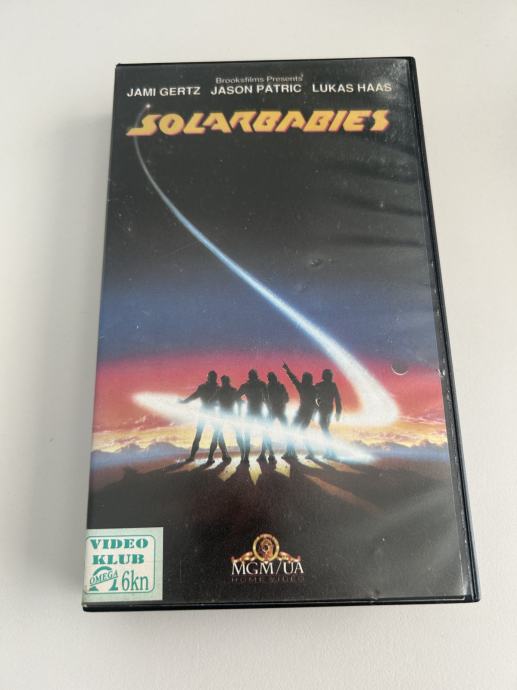 Brooksfilms Presents
JAMI GERTZ JASON PATRIC LUKAS HAAS
SOLARBABIES
VIDEO
KLUB
OMEGA
6kn
MGM/UA
HOME VIDEO